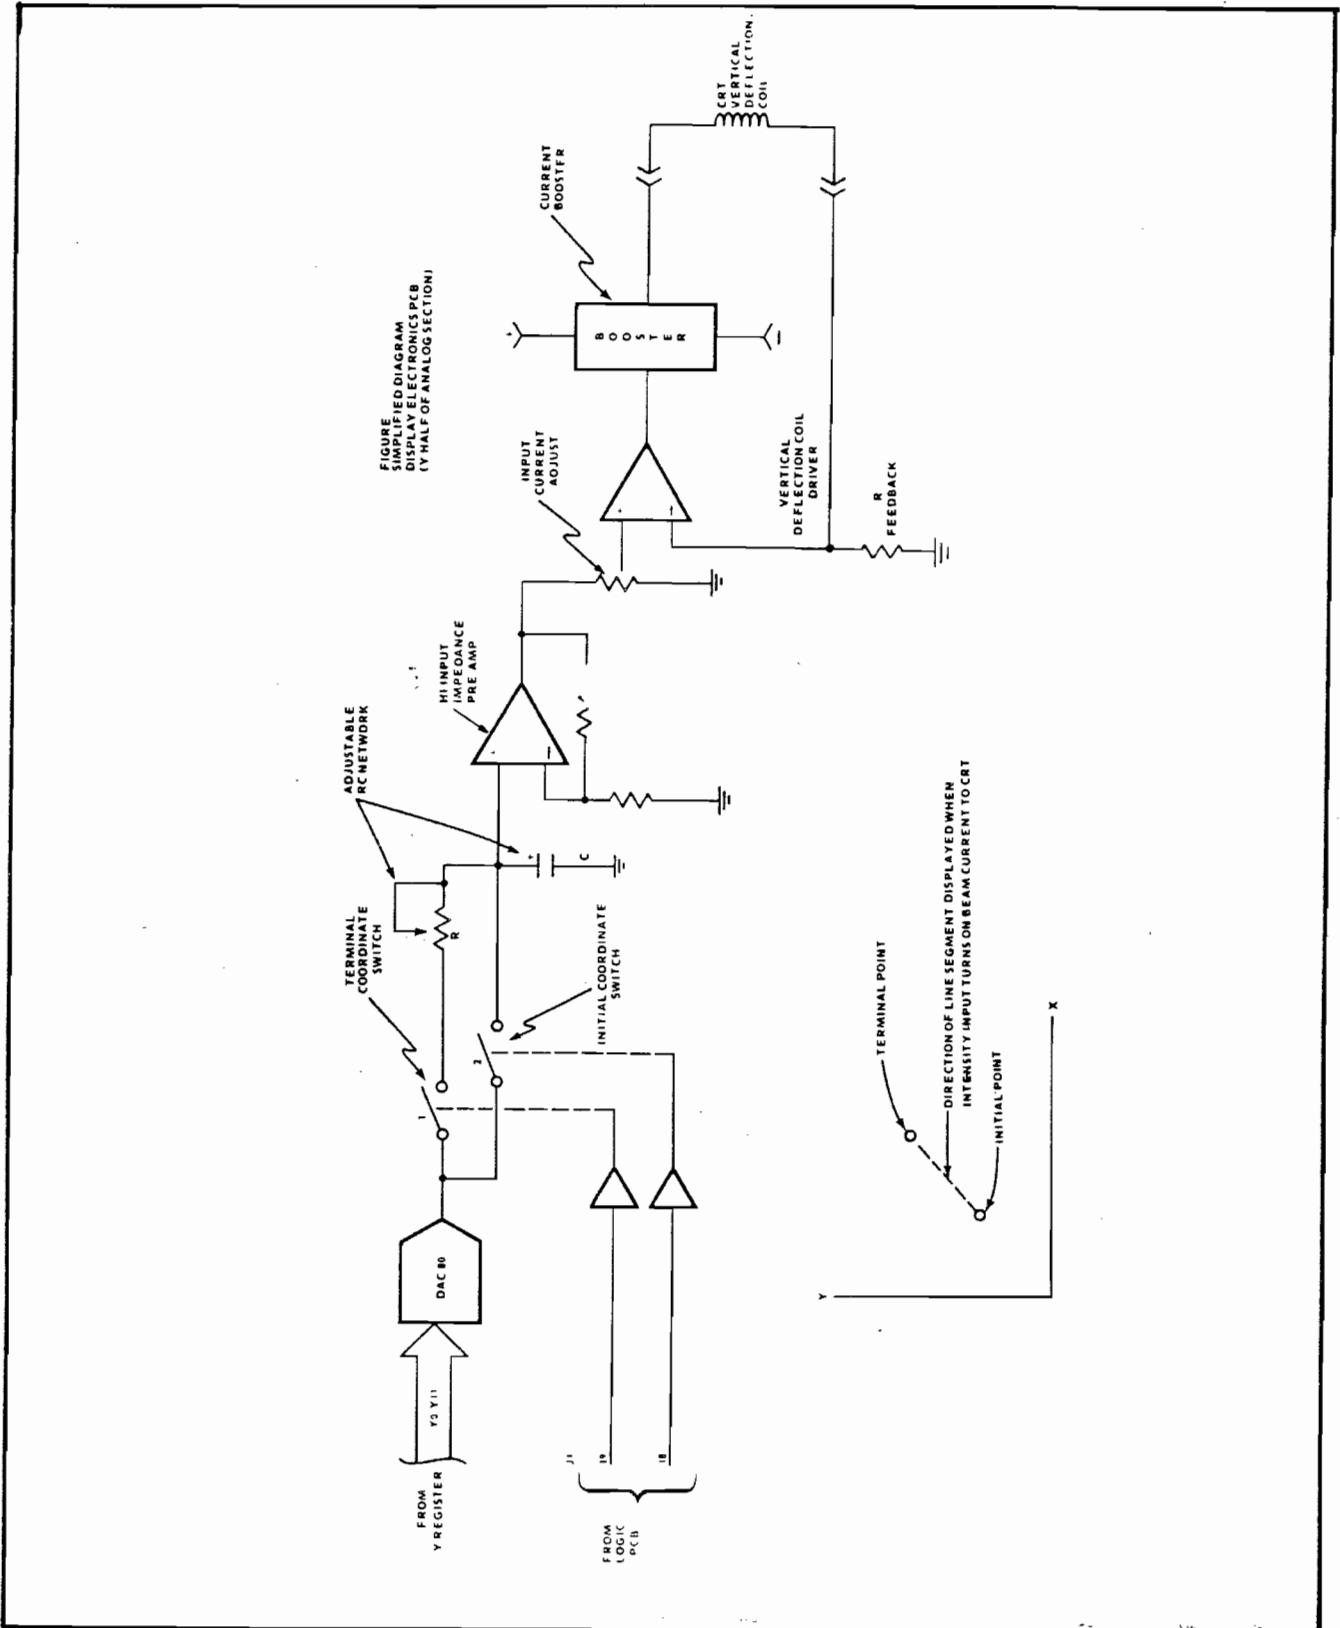 FIGURE
SIMPLIFIED DIAGRAM
DISPLAY ELECTRONICS PCB
(Y HALF OF ANALOG SECTION)
FROM
Y REGISTER
DAC 80
TERMINAL
COORDINATE
SWITCH
1
ADJUSTABLE
RC NETWORK
R
2
INITIAL COORDINATE
SWITCH
+
C
HI INPUT
IMPEDANCE
PRE AMP
INPUT
CURRENT
ADJUST
+
VERTICAL
DEFLECTION COIL
DRIVER
R
FEEDBACK
CURRENT
BOOSTER
+
BOOSTER
CRT
VERTICAL
DEFLECTION
COIL
J1
19
18
FROM
LOGIC
PCB
Y
X
TERMINAL POINT
DIRECTION OF LINE SEGMENT DISPLAYED WHEN
INTENSITY INPUT TURNS ON BEAM CURRENT TO CRT
INITIAL POINT